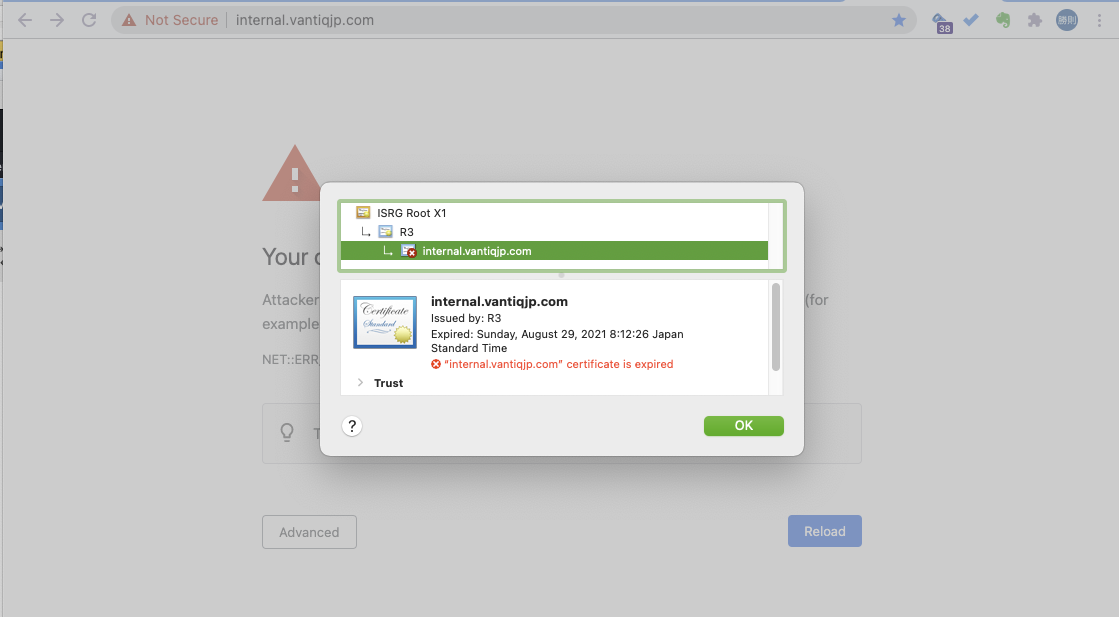 Not Secure
internal.vantiqjp.com
38
勝則
ISRG Root X1
R3
internal.vantiqjp.com
Your
internal.vantiqjp.com
Attacker
(for
Issued by: R3
example
Expired: Sunday, August 29, 2021 8:12:26 Japan
Standard Time
NET::ERR
"internal.vantiqjp.com" certificate is expired
Trust
Certificate
Standard
?
OK
Advanced
Reload